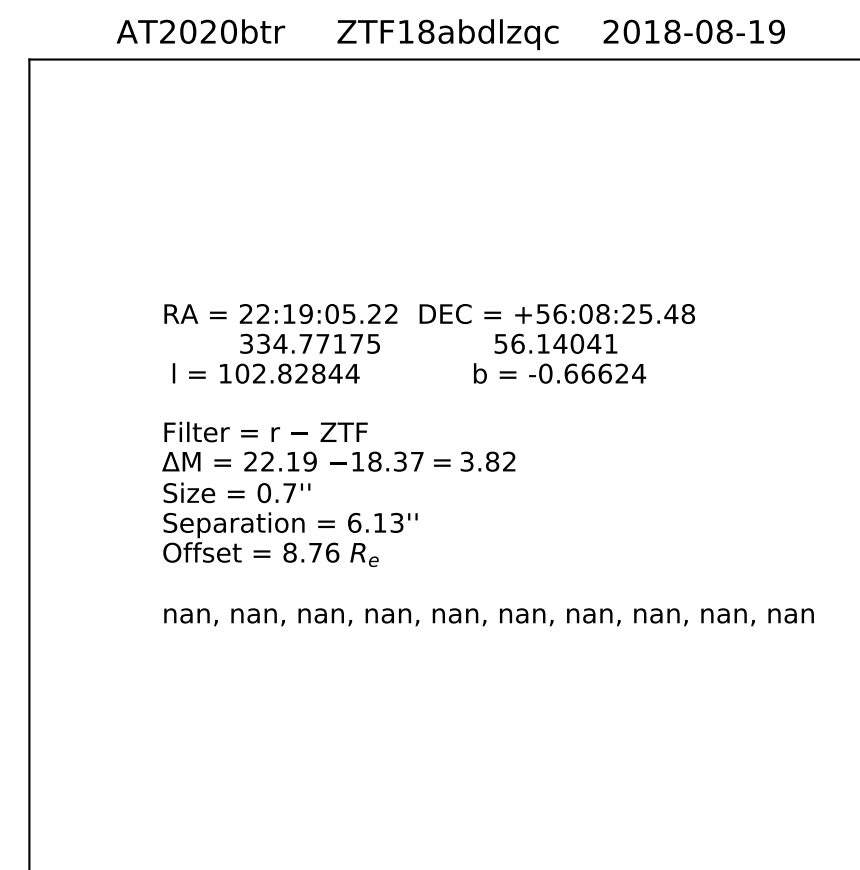 AT2020btr ZTF18abdlzqc 2018-08-19
RA = 22:19:05.22 DEC = +56:08:25.48
334.77175 56.14041
l = 102.82844 b = -0.66624
Filter = r − ZTF
ΔM = 22.19 −18.37 = 3.82
Size = 0.7''
Separation = 6.13''
Offset = 8.76 Rₑ
nan, nan, nan, nan, nan, nan, nan, nan, nan, nan